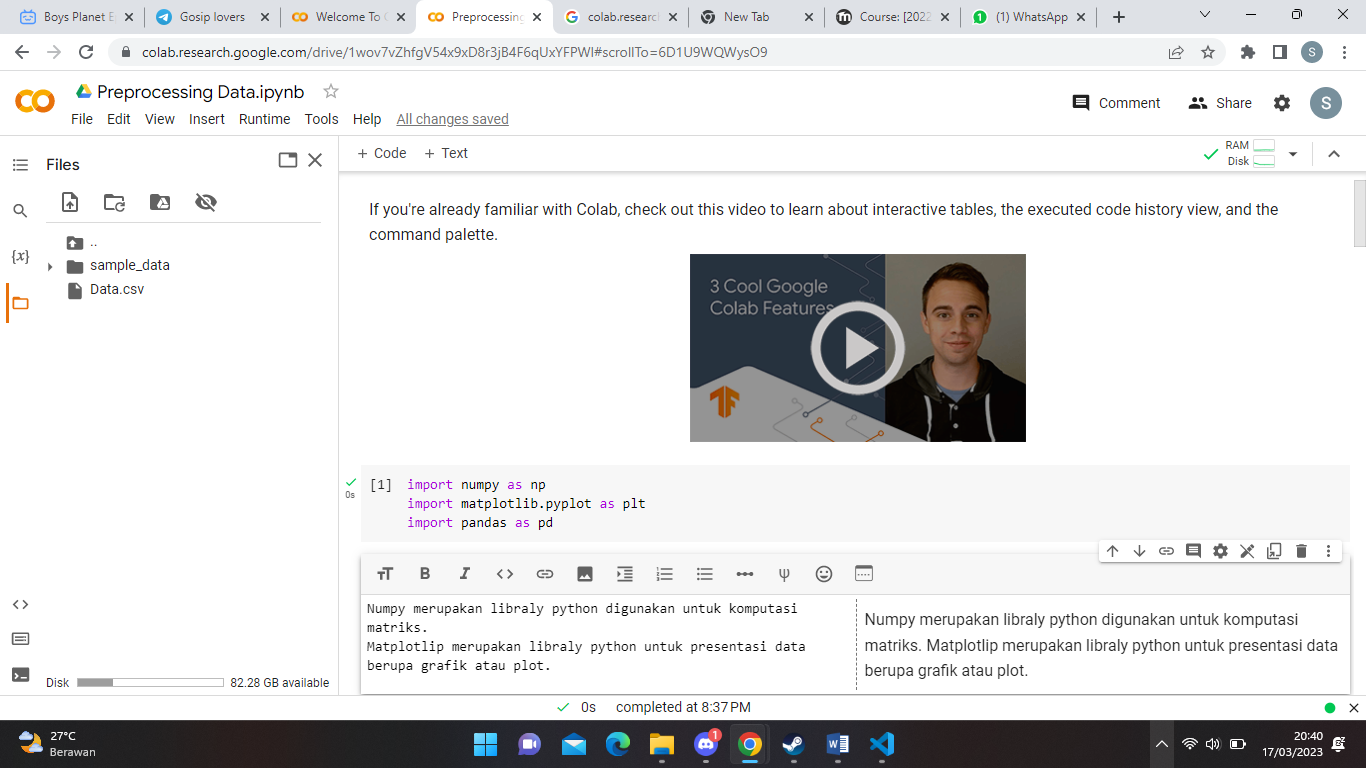 Boys Planet E
Gosip lovers
Welcome To C
Preprocessing
colab.researc
New Tab
Course: [2022
(1) WhatsApp
colab.research.google.com/drive/1wov7vZhfgV54x9xD8r3jB4F6qUxYFPWl#scrollTo=6D1U9WQWysO9
S
Preprocessing Data.ipynb
File Edit View Insert Runtime Tools Help All changes saved
Comment Share S
Files
+ Code + Text
RAM
Disk
..
sample_data
Data.csv
{x}
If you're already familiar with Colab, check out this video to learn about interactive tables, the executed code history view, and the
command palette.
3 Cool Google
Colab Features
[1] import numpy as np
0s
import matplotlib.pyplot as plt
import pandas as pd
Numpy merupakan libraly python digunakan untuk komputasi
matriks.
Matplotlip merupakan libraly python untuk presentasi data
berupa grafik atau plot.
Numpy merupakan libraly python digunakan untuk komputasi
matriks. Matplotlip merupakan libraly python untuk presentasi data
berupa grafik atau plot.
Disk 82.28 GB available
0s completed at 8:37 PM
27°C
Berawan
1
20:40
17/03/2023